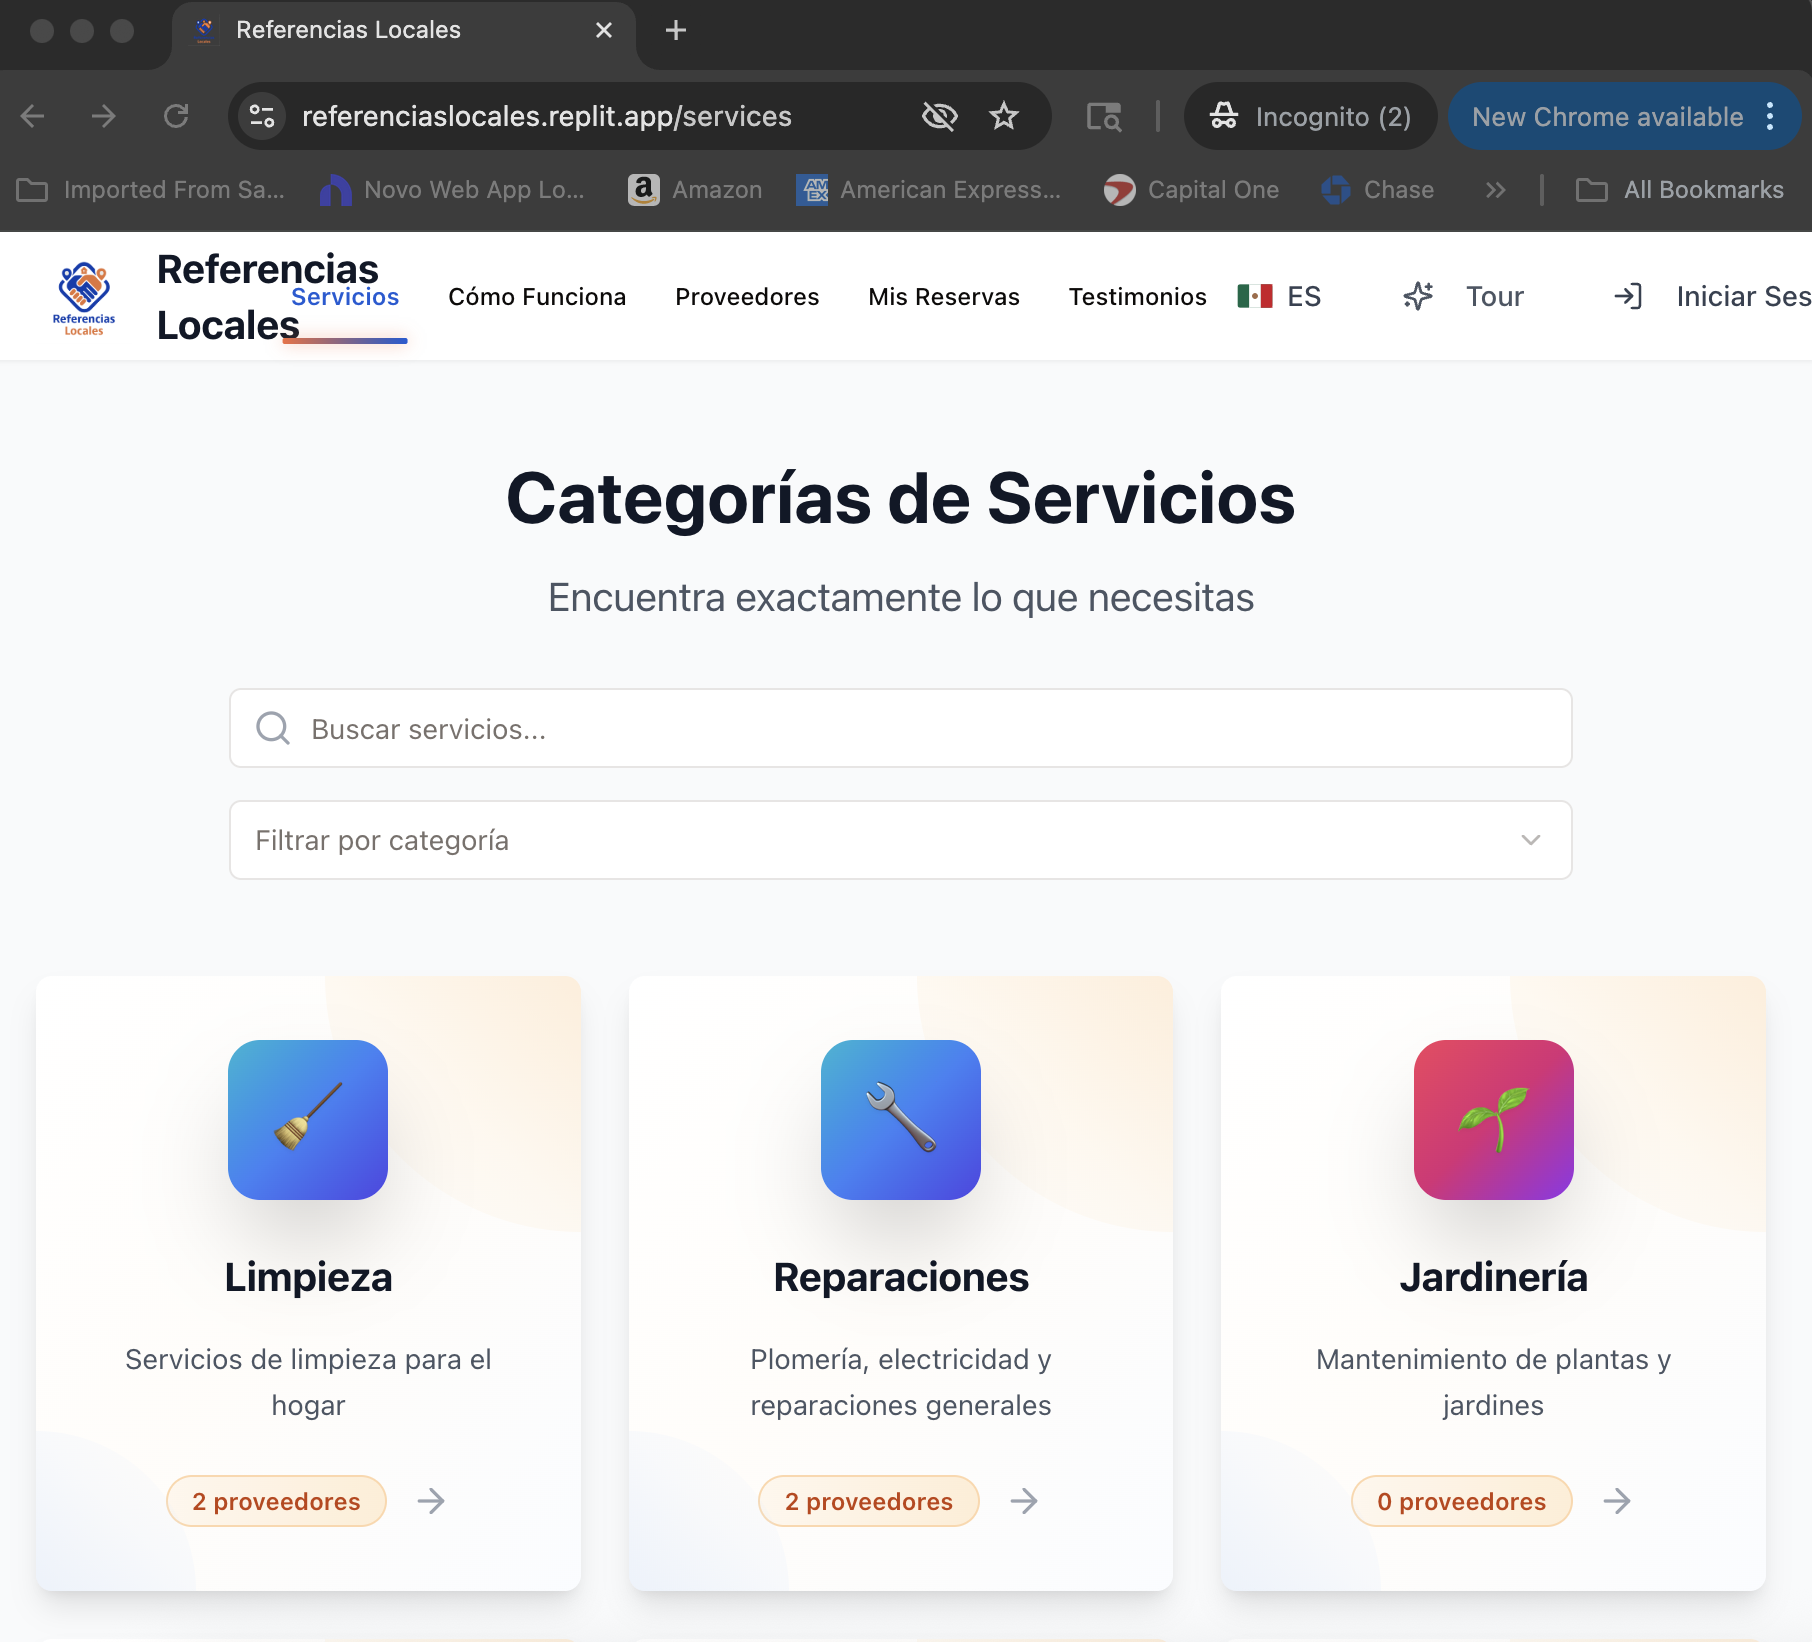 Referencias Locales
referenciaslocales.replit.app/services
Incognito (2)
New Chrome available
Imported From Sa...
Novo Web App Lo...
Amazon
American Express...
Capital One
Chase
All Bookmarks
Referencias
Locales
Referencias
Locales
Servicios
Cómo Funciona
Proveedores
Mis Reservas
Testimonios
ES
Tour
Iniciar Ses
Categorías de Servicios
Encuentra exactamente lo que necesitas
Buscar servicios...
Filtrar por categoría
Limpieza
Servicios de limpieza para el
hogar
2 proveedores
Reparaciones
Plomería, electricidad y
reparaciones generales
2 proveedores
Jardinería
Mantenimiento de plantas y
jardines
0 proveedores